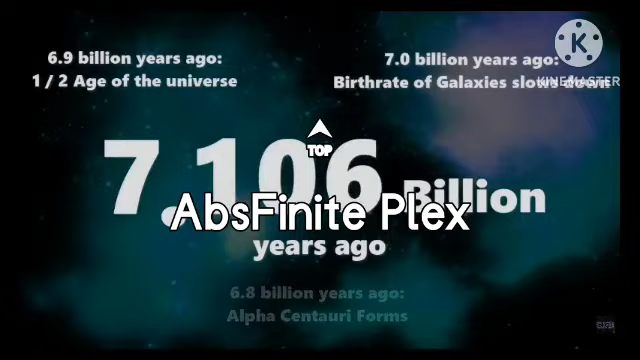 6.9 billion years ago:
1 / 2 Age of the universe
7.0 billion years ago:
Birthrate of Galaxies slows down
K
KINEMASTER
TOP
7,106 Billion
AbsFinite Plex
years ago
6.8 billion years ago:
Alpha Centauri Forms